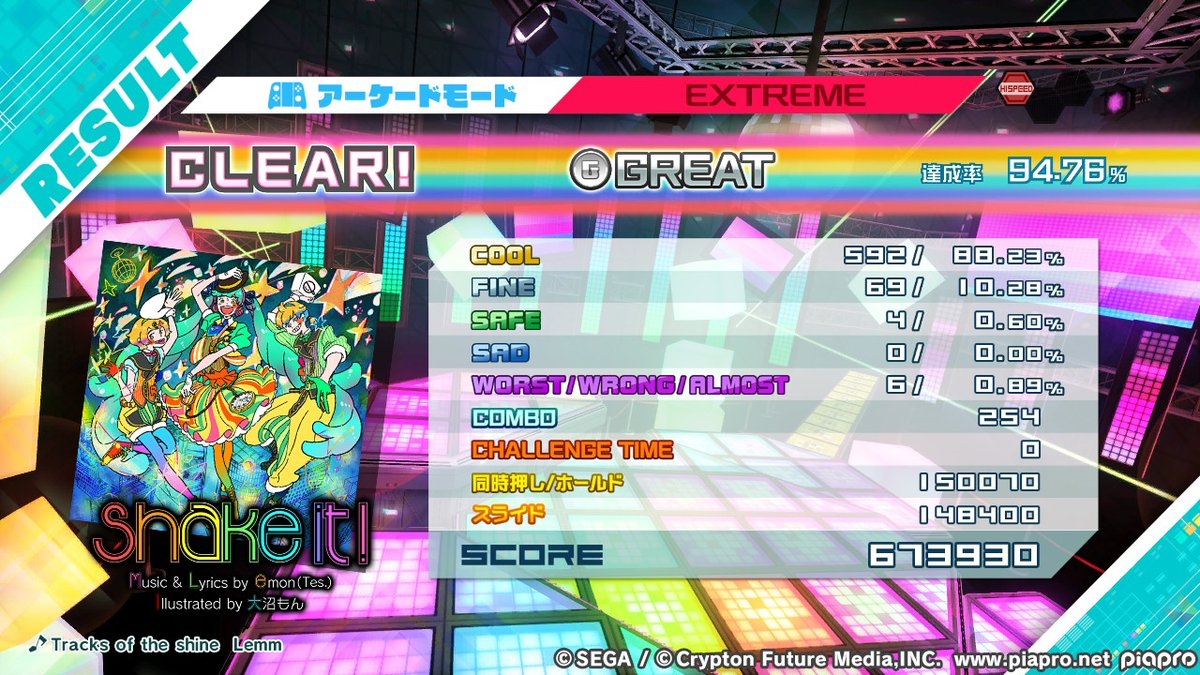 RESULT
アーケードモード EXTREME HISPEED
CLEAR! G GREAT 達成率 94.76%
COOL 592/ 88.23%
FINE 69/ 10.28%
SAFE 4/ 0.60%
SAD 0/ 0.00%
WORST/WRONG/ALMOST 6/ 0.89%
COMBO 254
CHALLENGE TIME 0
同時押し/ホールド 150070
スライド 148400
SCORE 673930
shake it!
Music & Lyrics by emon(Tes.)
Illustrated by 大沼もん
♪Tracks of the shine Lemm
©SEGA / ©Crypton Future Media,INC. www.piapro.net piapro